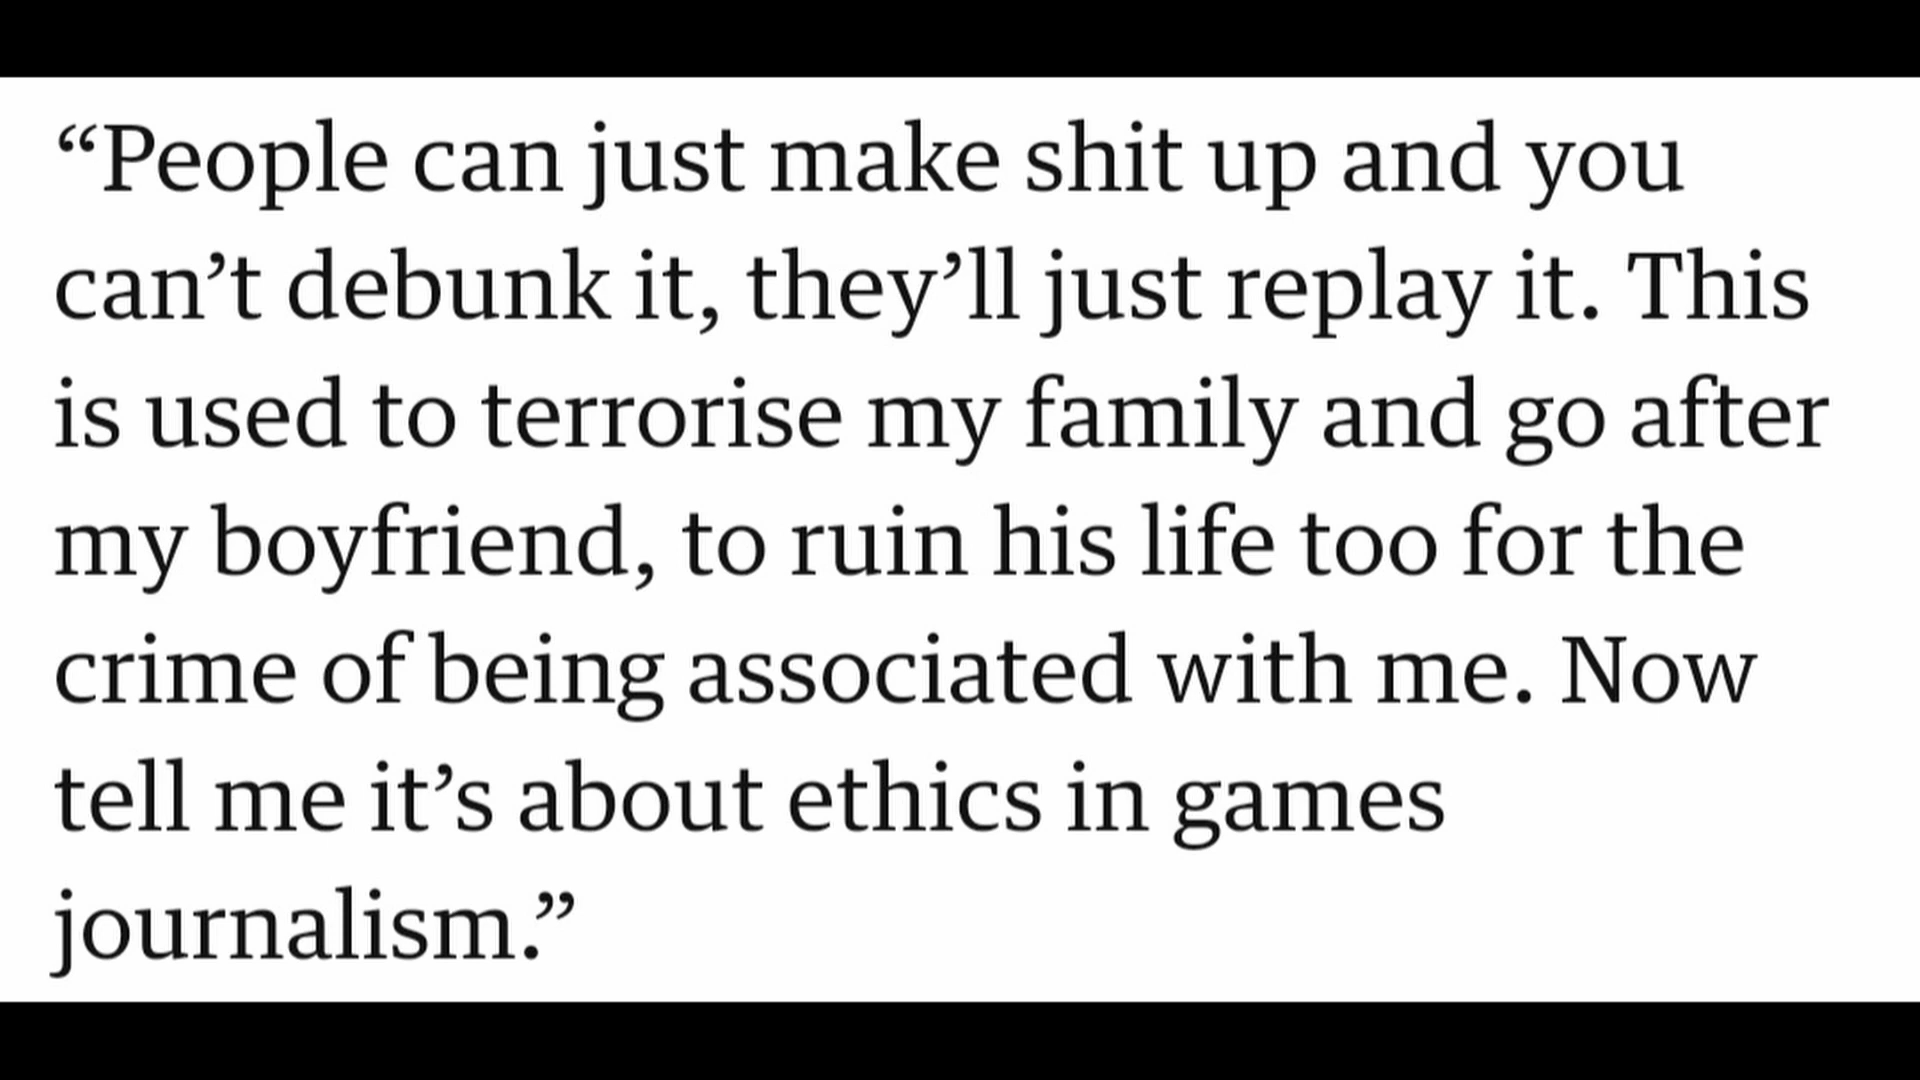 “People can just make shit up and you
can’t debunk it, they’ll just replay it. This
is used to terrorise my family and go after
my boyfriend, to ruin his life too for the
crime of being associated with me. Now
tell me it’s about ethics in games
journalism.”